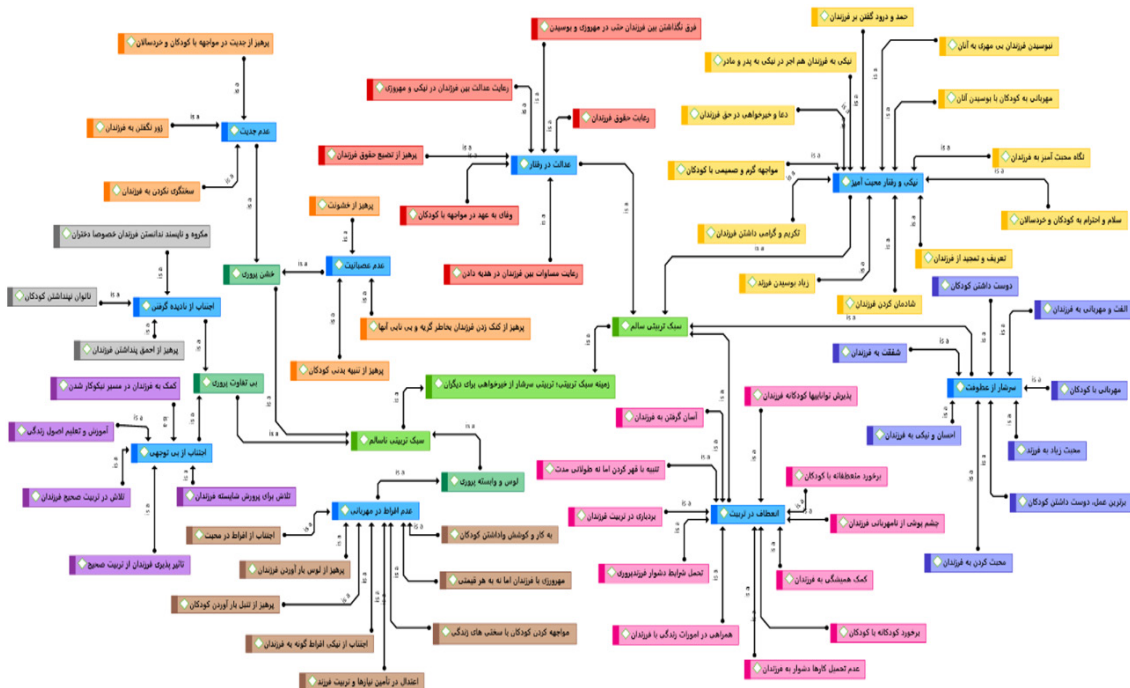 حمد و درود گفتن بر فرزندان
نبوسیدن فرزندان بی مهری به آنان
نیکی به فرزندان هم اجر در نیکی به پدر و مادر
مهربانی به کودکان با بوسیدن آنان
دعا و خیرخواهی در حق فرزندان
نگاه محبت آمیز به فرزندان
مواجهه گرم و صمیمی با کودکان
نیکی و رفتار محبت آمیز
سلام و احترام به کودکان و خردسالان
تکریم و گرامی داشتن فرزندان
تعریف و تمجید از فرزندان
زیاد بوسیدن فرزند
شادمان کردن فرزندان
فرق نگذاشتن بین فرزندان حتی در مهروزی و بوسیدن
رعایت عدالت بین فرزندان در نیکی و مهروزی
رعایت حقوق فرزندان
پرهیز از تضیع حقوق فرزندان
عدالت در رفتار
وفای به عهد در مواجهه با کودکان
رعایت مساوات بین فرزندان در هدیه دادن
پرهیز از جدیت در مواجهه با کودکان و خردسالان
زور نگفتن به فرزندان
عدم جدیت
سختگری نکردن به فرزندان
پرهیز از خشونت
عدم عصبانیت
خشن پروری
پرهیز از کتک زدن فرزندان بخاطر گریه و بی تابی آنها
پرهیز از تنبیه بدنی کودکان
مکروه و ناپسند ندانستن فرزندان خصوصا دختران
ناتوان نپنداشتن کودکان
اجتناب از نادیده گرفتن
پرهیز از احمق پنداشتن فرزندان
بی تفاوت پروری
کمک به فرزندان در مسیر نیکوکار شدن
آموزش و تعلیم اصول زندگی
اجتناب از بی توجهی
تلاش در تربیت صحیح فرزندان
تلاش برای پرورش شایسته فرزندان
تاثیر پذیری فرزندان از تربیت صحیح
سبک تربیتی سالم
زمینه سبک تربیتی؛ تربیتی سرشار از خیرخواهی برای دیگران
سبک تربیتی ناسالم
لوس و وابسته پروری
عدم افراط در مهربانی
اجتناب از افراط در محبت
به کار و کوشش واداشتن کودکان
پرهیز از لوس بار آوردن فرزندان
مهرورزی با فرزندان اما نه به هر قیمتی
پرهیز از تنبل بار آوردن کودکان
مواجهه کردن کودکان با سختی های زندگی
اجتناب از نیکی افراط گونه به فرزندان
اعتدال در تأمین نیازها و تربیت فرزند
دوست داشتن کودکان
الفت و مهربانی به فرزندان
شفقت به فرزندان
سرشار از عطوفت
مهربانی با کودکان
احسان و نیکی به فرزندان
محبت زیاد به فرزند
برترین عمل، دوست داشتن کودکان
محبت کردن به فرزندان
پذیرش تواناییها کودکانه فرزندان
آسان گرفتن به فرزندان
تنبیه با قهر کردن اما نه طولانی مدت
برخورد منعطفانه با کودکان
بردباری در تربیت فرزندان
انعطاف در تربیت
چشم پوشی از نامهربانی فرزندان
تحمل شرایط دشوار فرزندپروری
کمک همیشگی به فرزندان
همراهی در امورات زندگی با فرزندان
برخورد کودکانه با کودکان
عدم تحمیل کارها دشوار به فرزندان